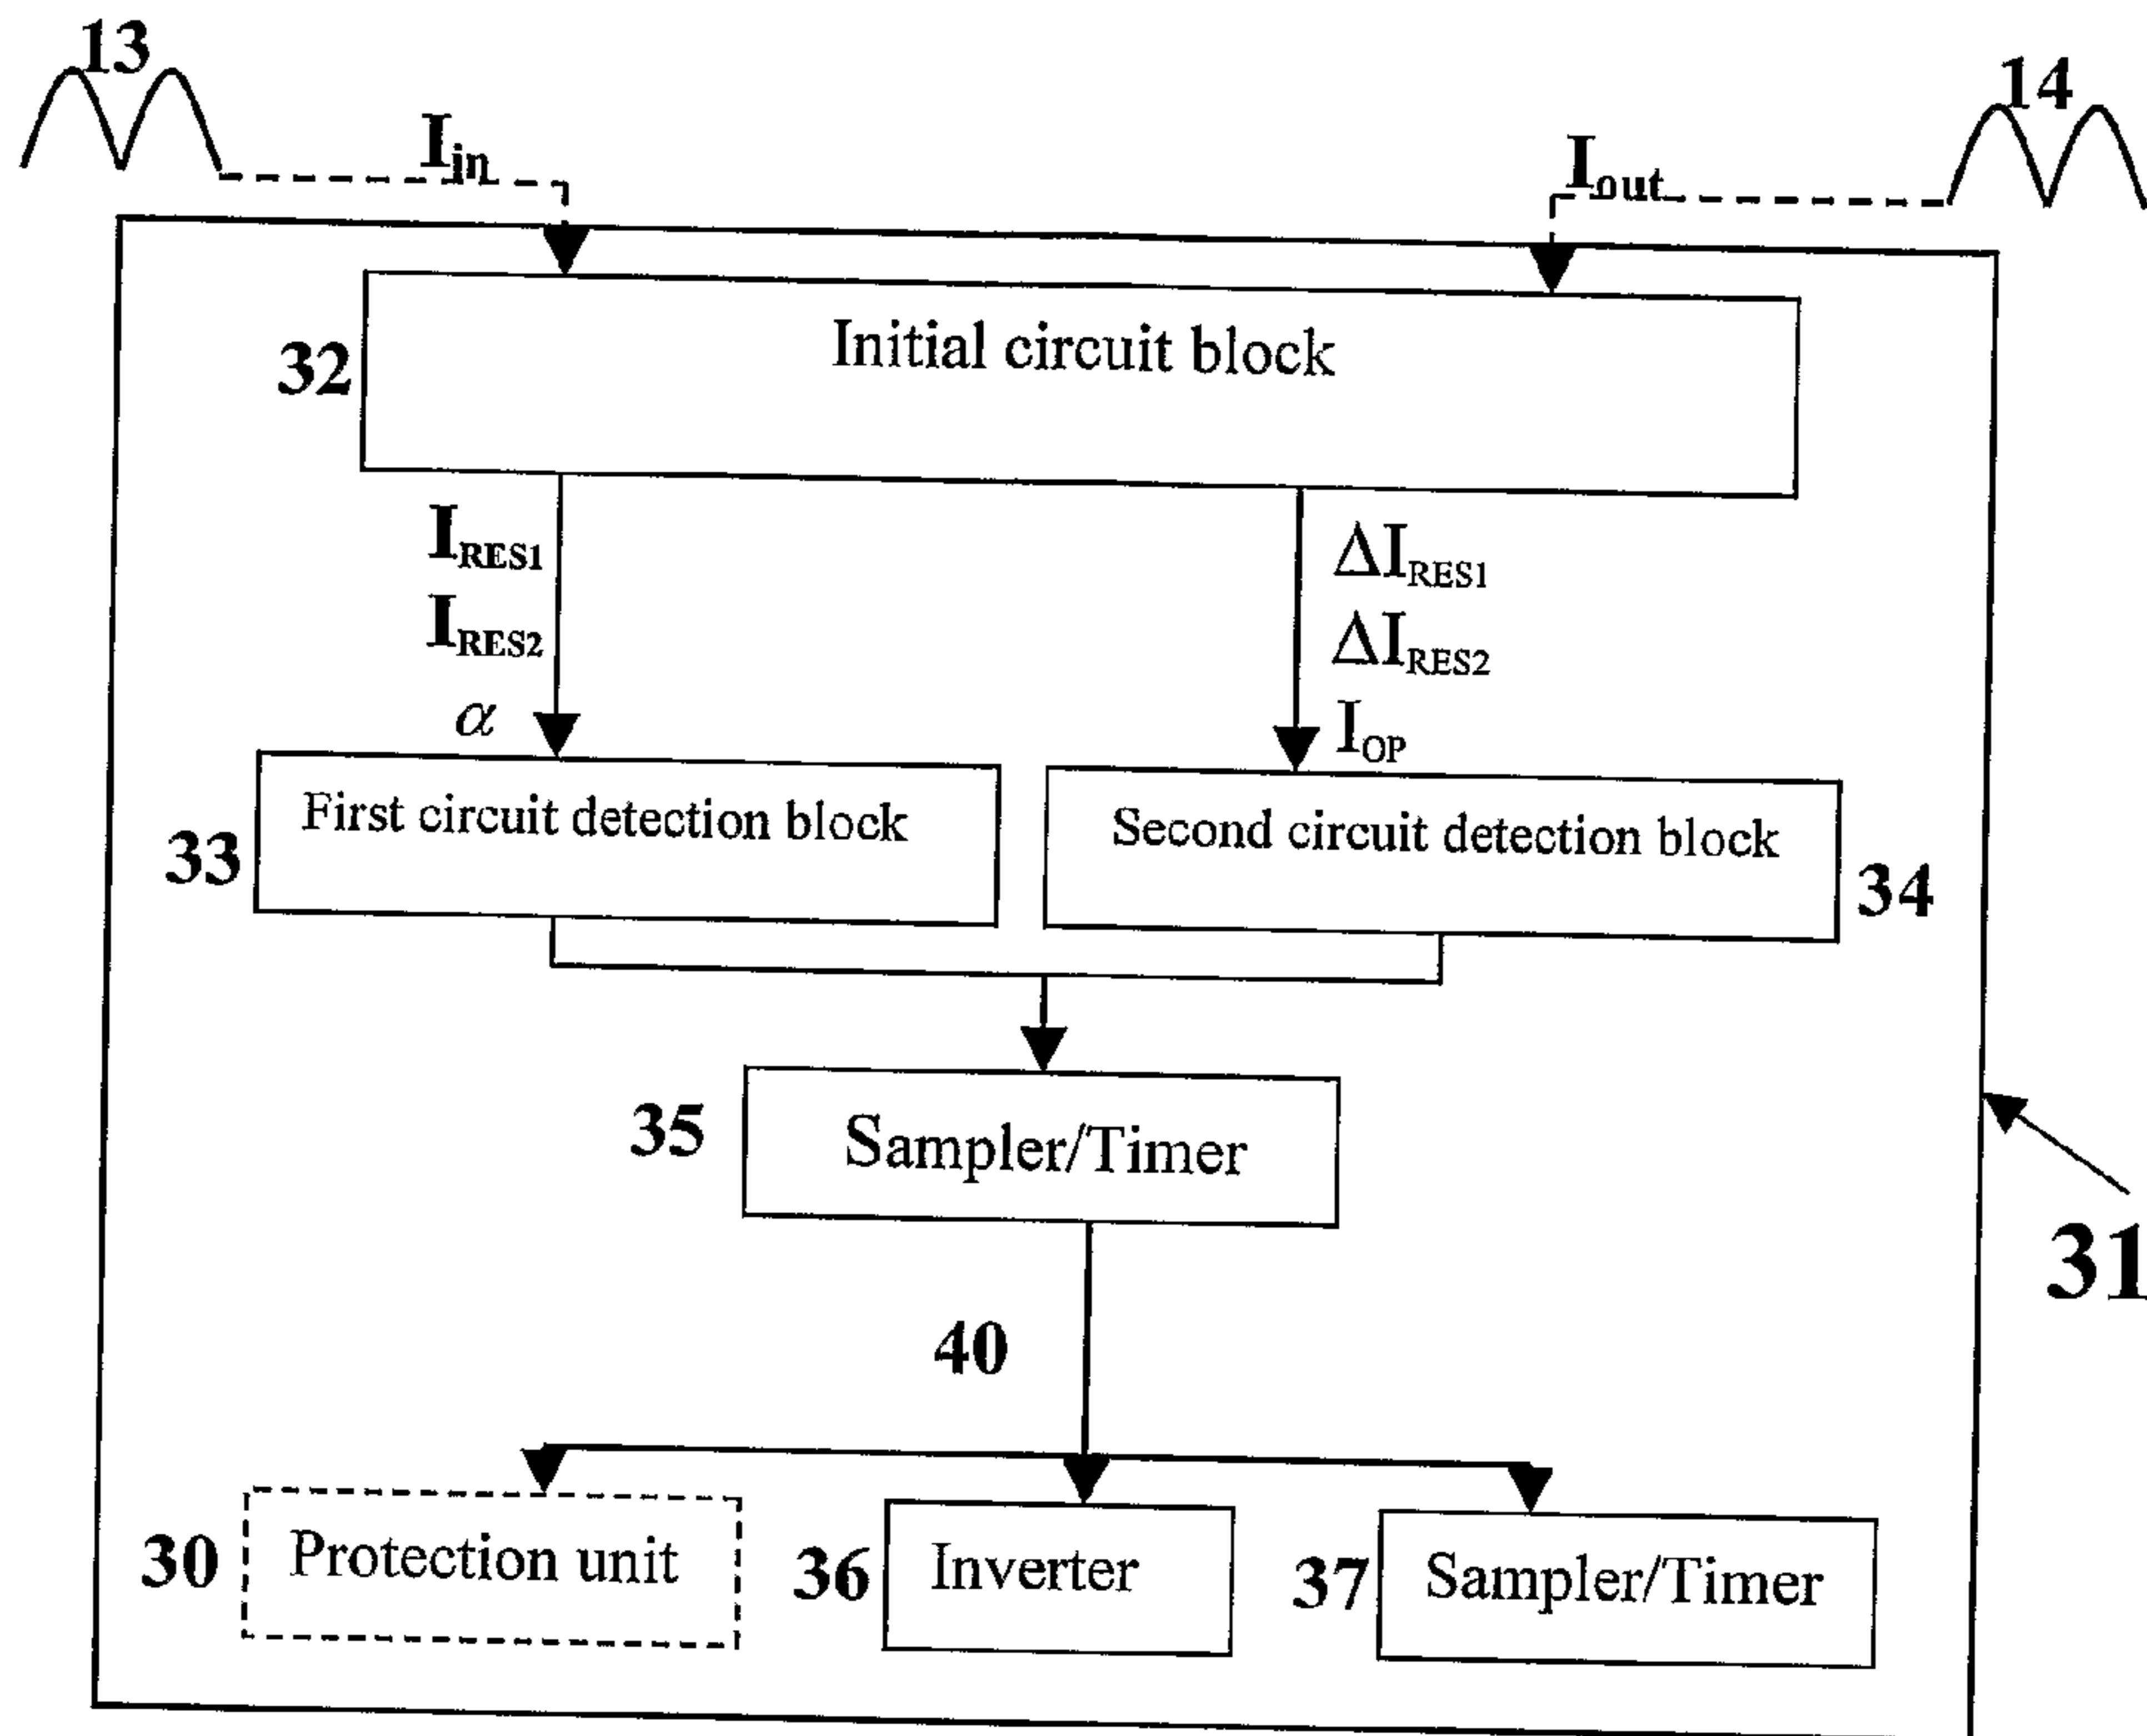 13
14
I_in
I_out
32
Initial circuit block
I_RES1
I_RES2
α
ΔI_RES1
ΔI_RES2
I_OP
33
First circuit detection block
Second circuit detection block
34
35
Sampler/Timer
31
40
30
Protection unit
36
Inverter
37
Sampler/Timer